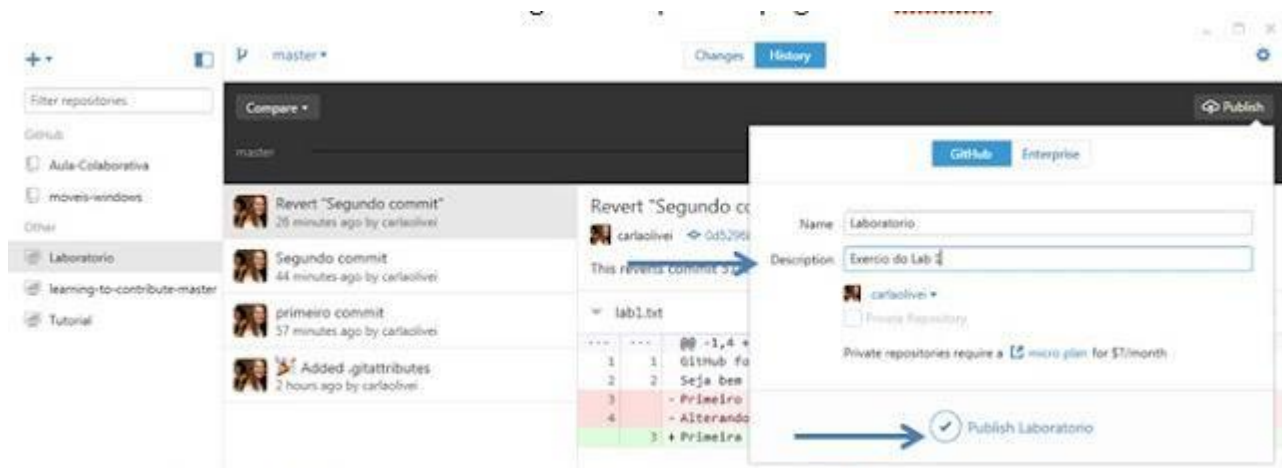 master
Changes
History
Filter repositories
Compare
Publish
GitHub
Aula-Colaborativa
moveis-windows
Other
Laboratorio
learning-to-contribute-master
Tutorial
master
Revert "Segundo commit"
26 minutes ago by carlaolivei
Segundo commit
44 minutes ago by carlaolivei
primeiro commit
57 minutes ago by carlaolivei
Added .gitattributes
2 hours ago by carlaolivei
Revert "Segundo co
carlaolivei
This reverts commit
lab1.txt
@@ -1,4 +
1 1 GitHub fo
2 2 Seja bem
3 - Primeiro
4 - Alterando
3 + Primeira
GitHub
Enterprise
Name Laboratorio
Description Exercio do Lab 1
carlaolivei
Private Repository
Private repositories require a micro plan for $7/month
Publish Laboratorio